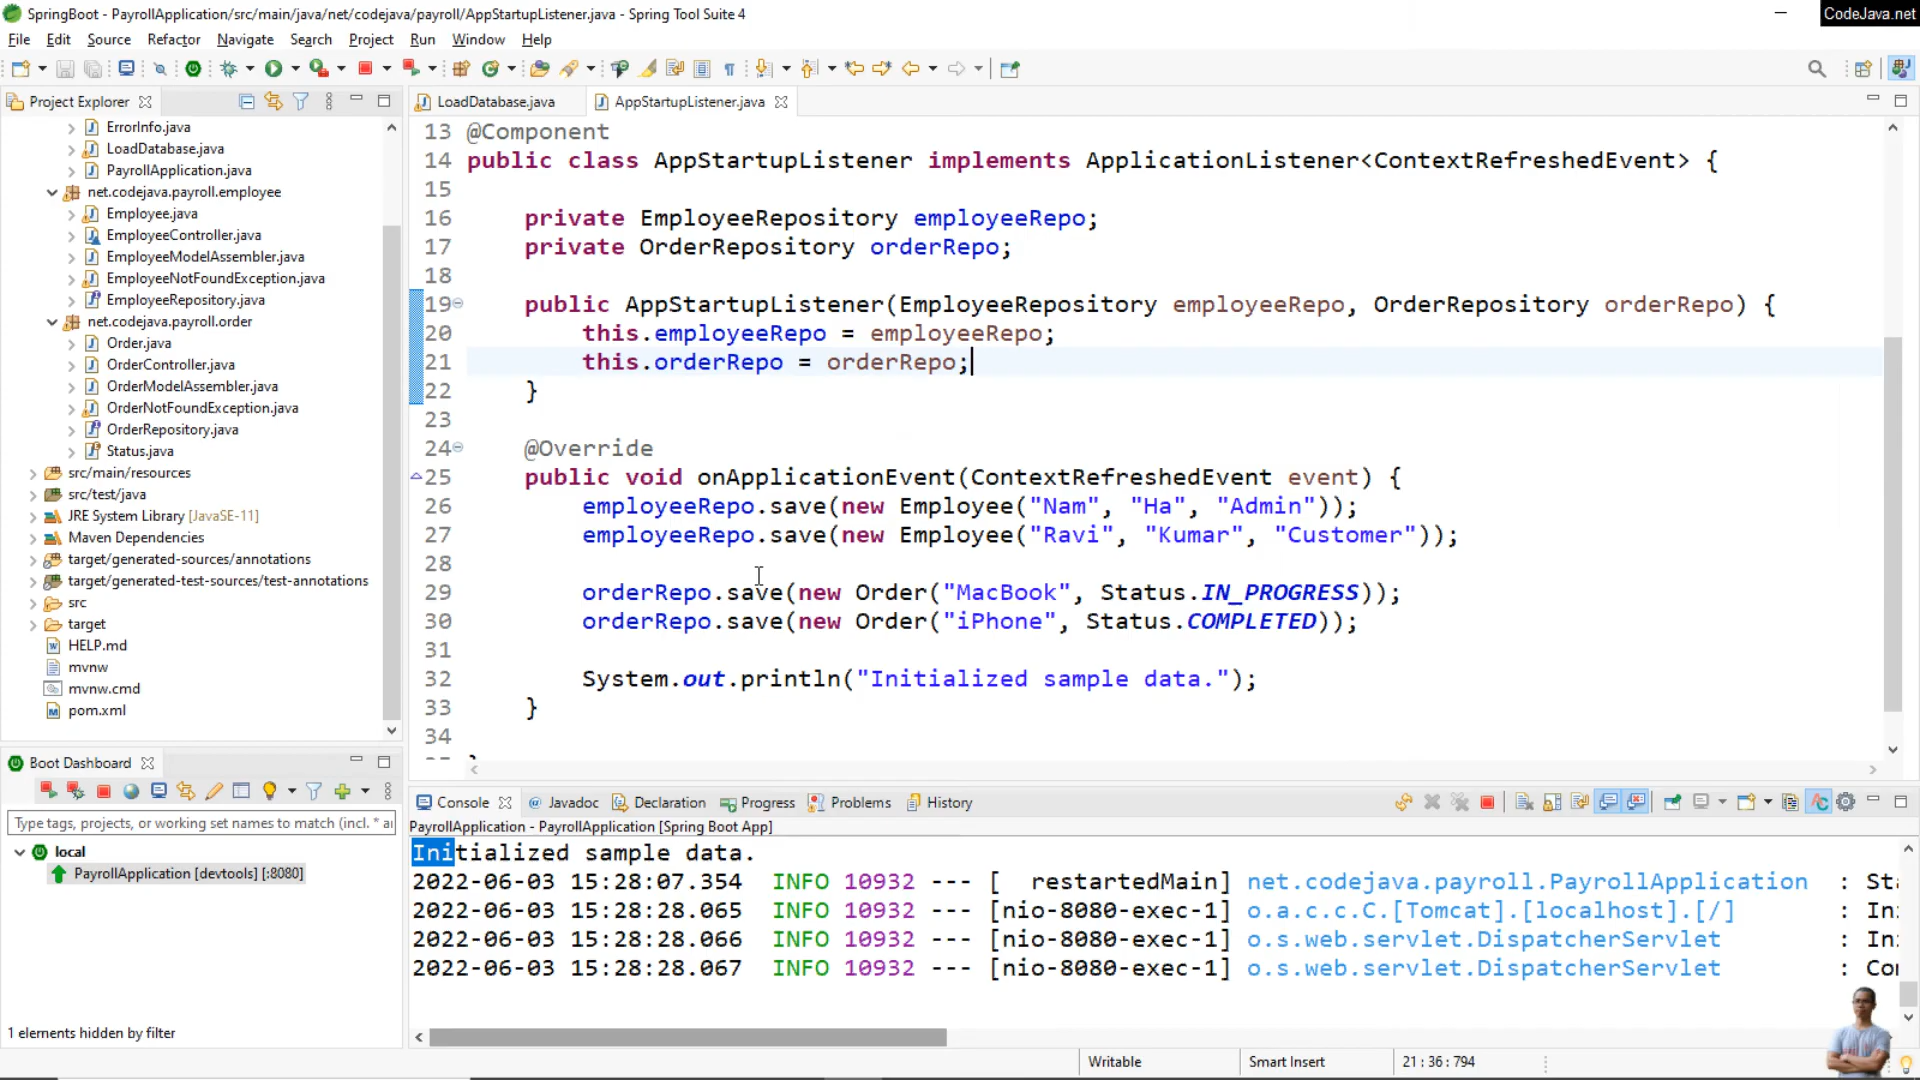 SpringBoot - PayrollApplication/src/main/java/net/codejava/payroll/AppStartupListener.java - Spring Tool Suite 4
CodeJava.net
File Edit Source Refactor Navigate Search Project Run Window Help
Project Explorer
ErrorInfo.java
LoadDatabase.java
PayrollApplication.java
net.codejava.payroll.employee
Employee.java
EmployeeController.java
EmployeeModelAssembler.java
EmployeeNotFoundException.java
EmployeeRepository.java
net.codejava.payroll.order
Order.java
OrderController.java
OrderModelAssembler.java
OrderNotFoundException.java
OrderRepository.java
Status.java
src/main/resources
src/test/java
JRE System Library [JavaSE-11]
Maven Dependencies
target/generated-sources/annotations
target/generated-test-sources/test-annotations
src
target
HELP.md
mvnw
mvnw.cmd
pom.xml
Boot Dashboard
Type tags, projects, or working set names to match (incl. *
local
PayrollApplication [devtools] [:8080]
1 elements hidden by filter
LoadDatabase.java AppStartupListener.java
13 @Component
14 public class AppStartupListener implements ApplicationListener<ContextRefreshedEvent> {
15
16 private EmployeeRepository employeeRepo;
17 private OrderRepository orderRepo;
18
19 public AppStartupListener(EmployeeRepository employeeRepo, OrderRepository orderRepo) {
20 this.employeeRepo = employeeRepo;
21 this.orderRepo = orderRepo;
22 }
23
24 @Override
25 public void onApplicationEvent(ContextRefreshedEvent event) {
26 employeeRepo.save(new Employee("Nam", "Ha", "Admin"));
27 employeeRepo.save(new Employee("Ravi", "Kumar", "Customer"));
28
29 orderRepo.save(new Order("MacBook", Status.IN_PROGRESS));
30 orderRepo.save(new Order("iPhone", Status.COMPLETED));
31
32 System.out.println("Initialized sample data.");
33 }
34
Console Javadoc Declaration Progress Problems History
PayrollApplication - PayrollApplication [Spring Boot App]
Initialized sample data.
2022-06-03 15:28:07.354 INFO 10932 --- [ restartedMain] net.codejava.payroll.PayrollApplication : Sta
2022-06-03 15:28:28.065 INFO 10932 --- [nio-8080-exec-1] o.a.c.c.C.[Tomcat].[localhost].[/] : Ini
2022-06-03 15:28:28.066 INFO 10932 --- [nio-8080-exec-1] o.s.web.servlet.DispatcherServlet : Ini
2022-06-03 15:28:28.067 INFO 10932 --- [nio-8080-exec-1] o.s.web.servlet.DispatcherServlet : Com
Writable Smart Insert 21 : 36 : 794